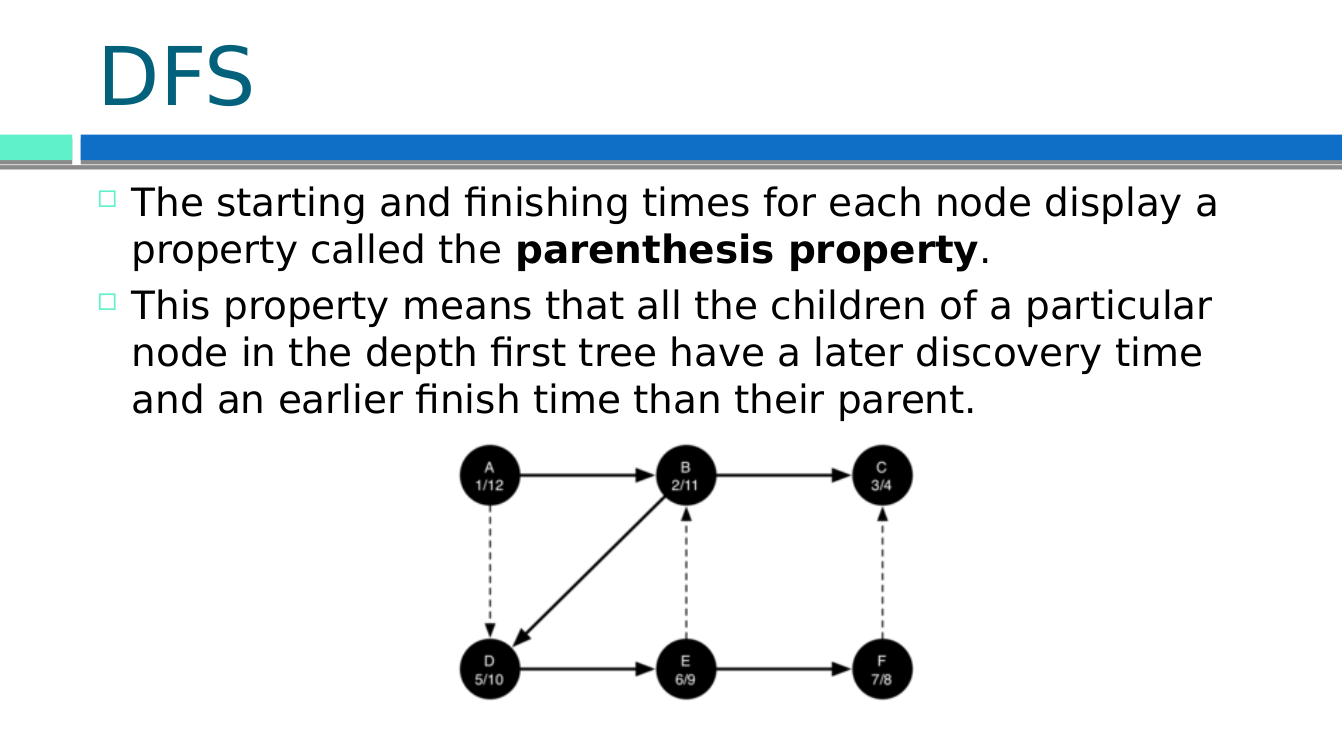 DFS
The starting and finishing times for each node display a
property called the parenthesis property.
This property means that all the children of a particular
node in the depth first tree have a later discovery time
and an earlier finish time than their parent.
A
1/12
B
2/11
C
3/4
D
5/10
E
6/9
F
7/8